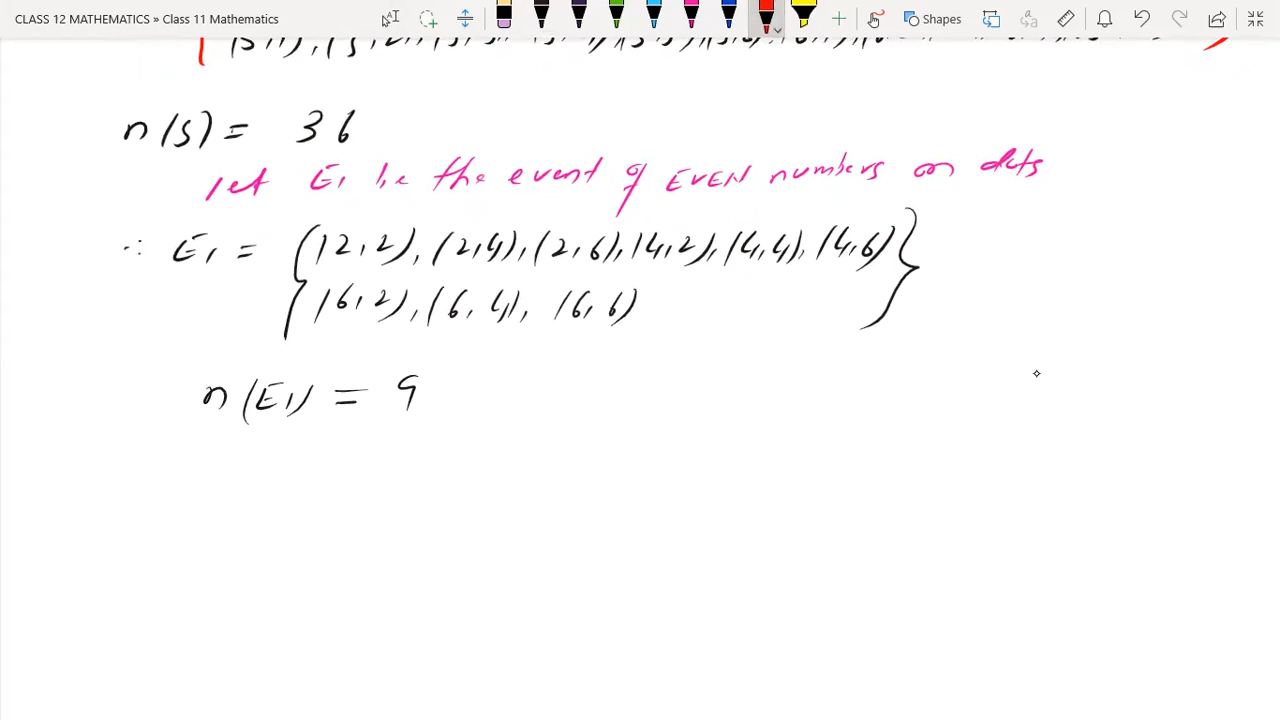 CLASS 12 MATHEMATICS » Class 11 Mathematics
Shapes
n(S) = 36
let E1 be the event of EVEN numbers on dots
∴ E1 = {(2,2), (2,4), (2,6), (4,2), (4,4), (4,6)
(6,2), (6,4), (6,6)}
n(E1) = 9